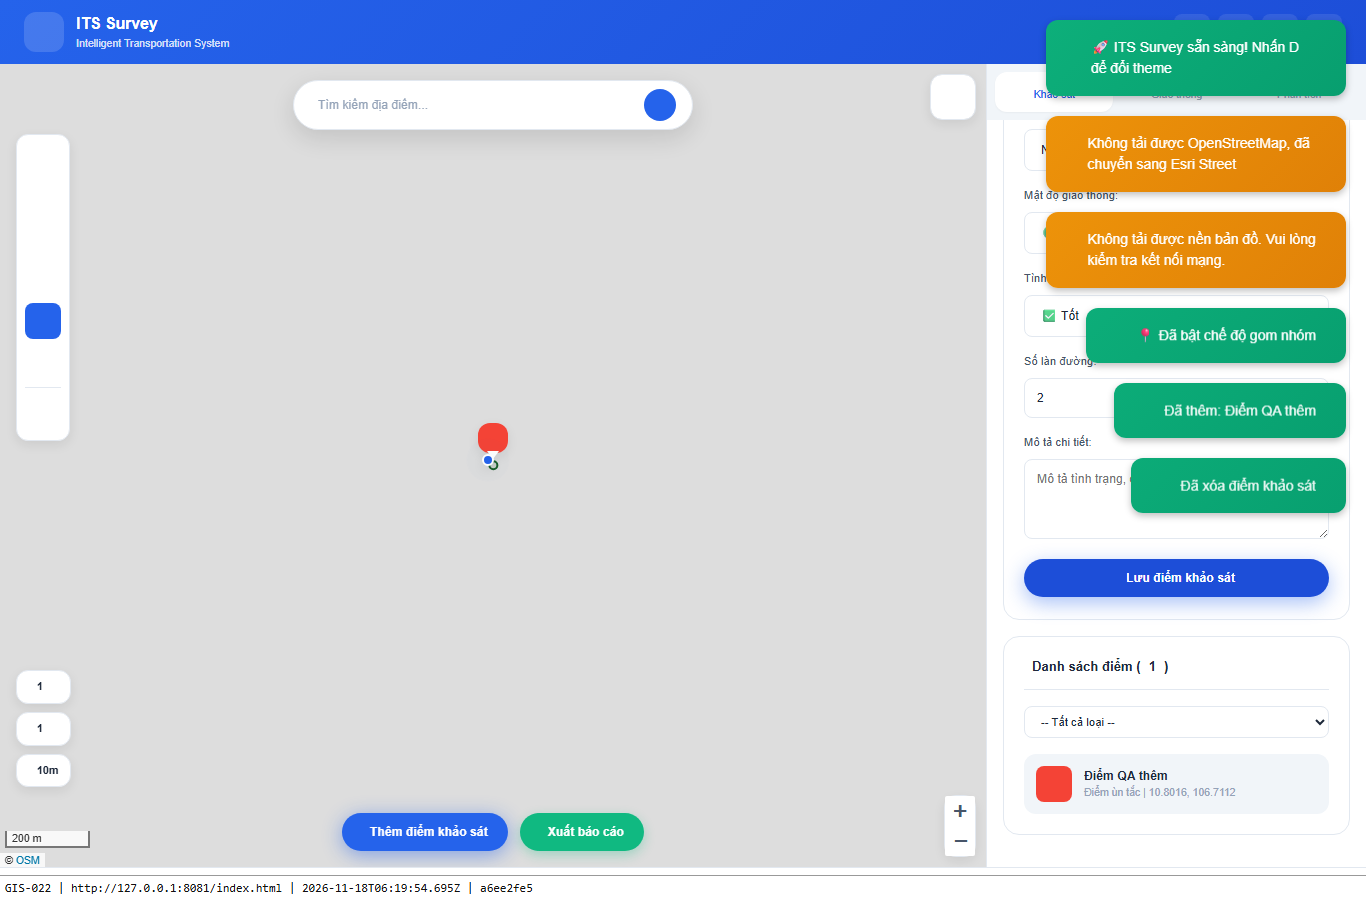 ITS Survey
Intelligent Transportation System
🚀 ITS Survey sẵn sàng! Nhấn D
để đổi theme
Tìm kiếm địa điểm...
Không tải được OpenStreetMap, đã
chuyển sang Esri Street
Mật độ giao thông:
Không tải được nền bản đồ. Vui lòng
kiểm tra kết nối mạng.
✅ Tốt
📍 Đã bật chế độ gom nhóm
Số làn đường:
2
Đã thêm: Điểm QA thêm
Mô tả chi tiết:
Mô tả tình trạng,
Đã xóa điểm khảo sát
Lưu điểm khảo sát
Danh sách điểm ( 1 )
-- Tất cả loại --
Điểm QA thêm
Điểm ùn tắc | 10.8016, 106.7112
1
1
10m
Thêm điểm khảo sát
Xuất báo cáo
+
−
200 m
© OSM
GIS-022 | http://127.0.0.1:8081/index.html | 2026-11-18T06:19:54.695Z | a6ee2fe5